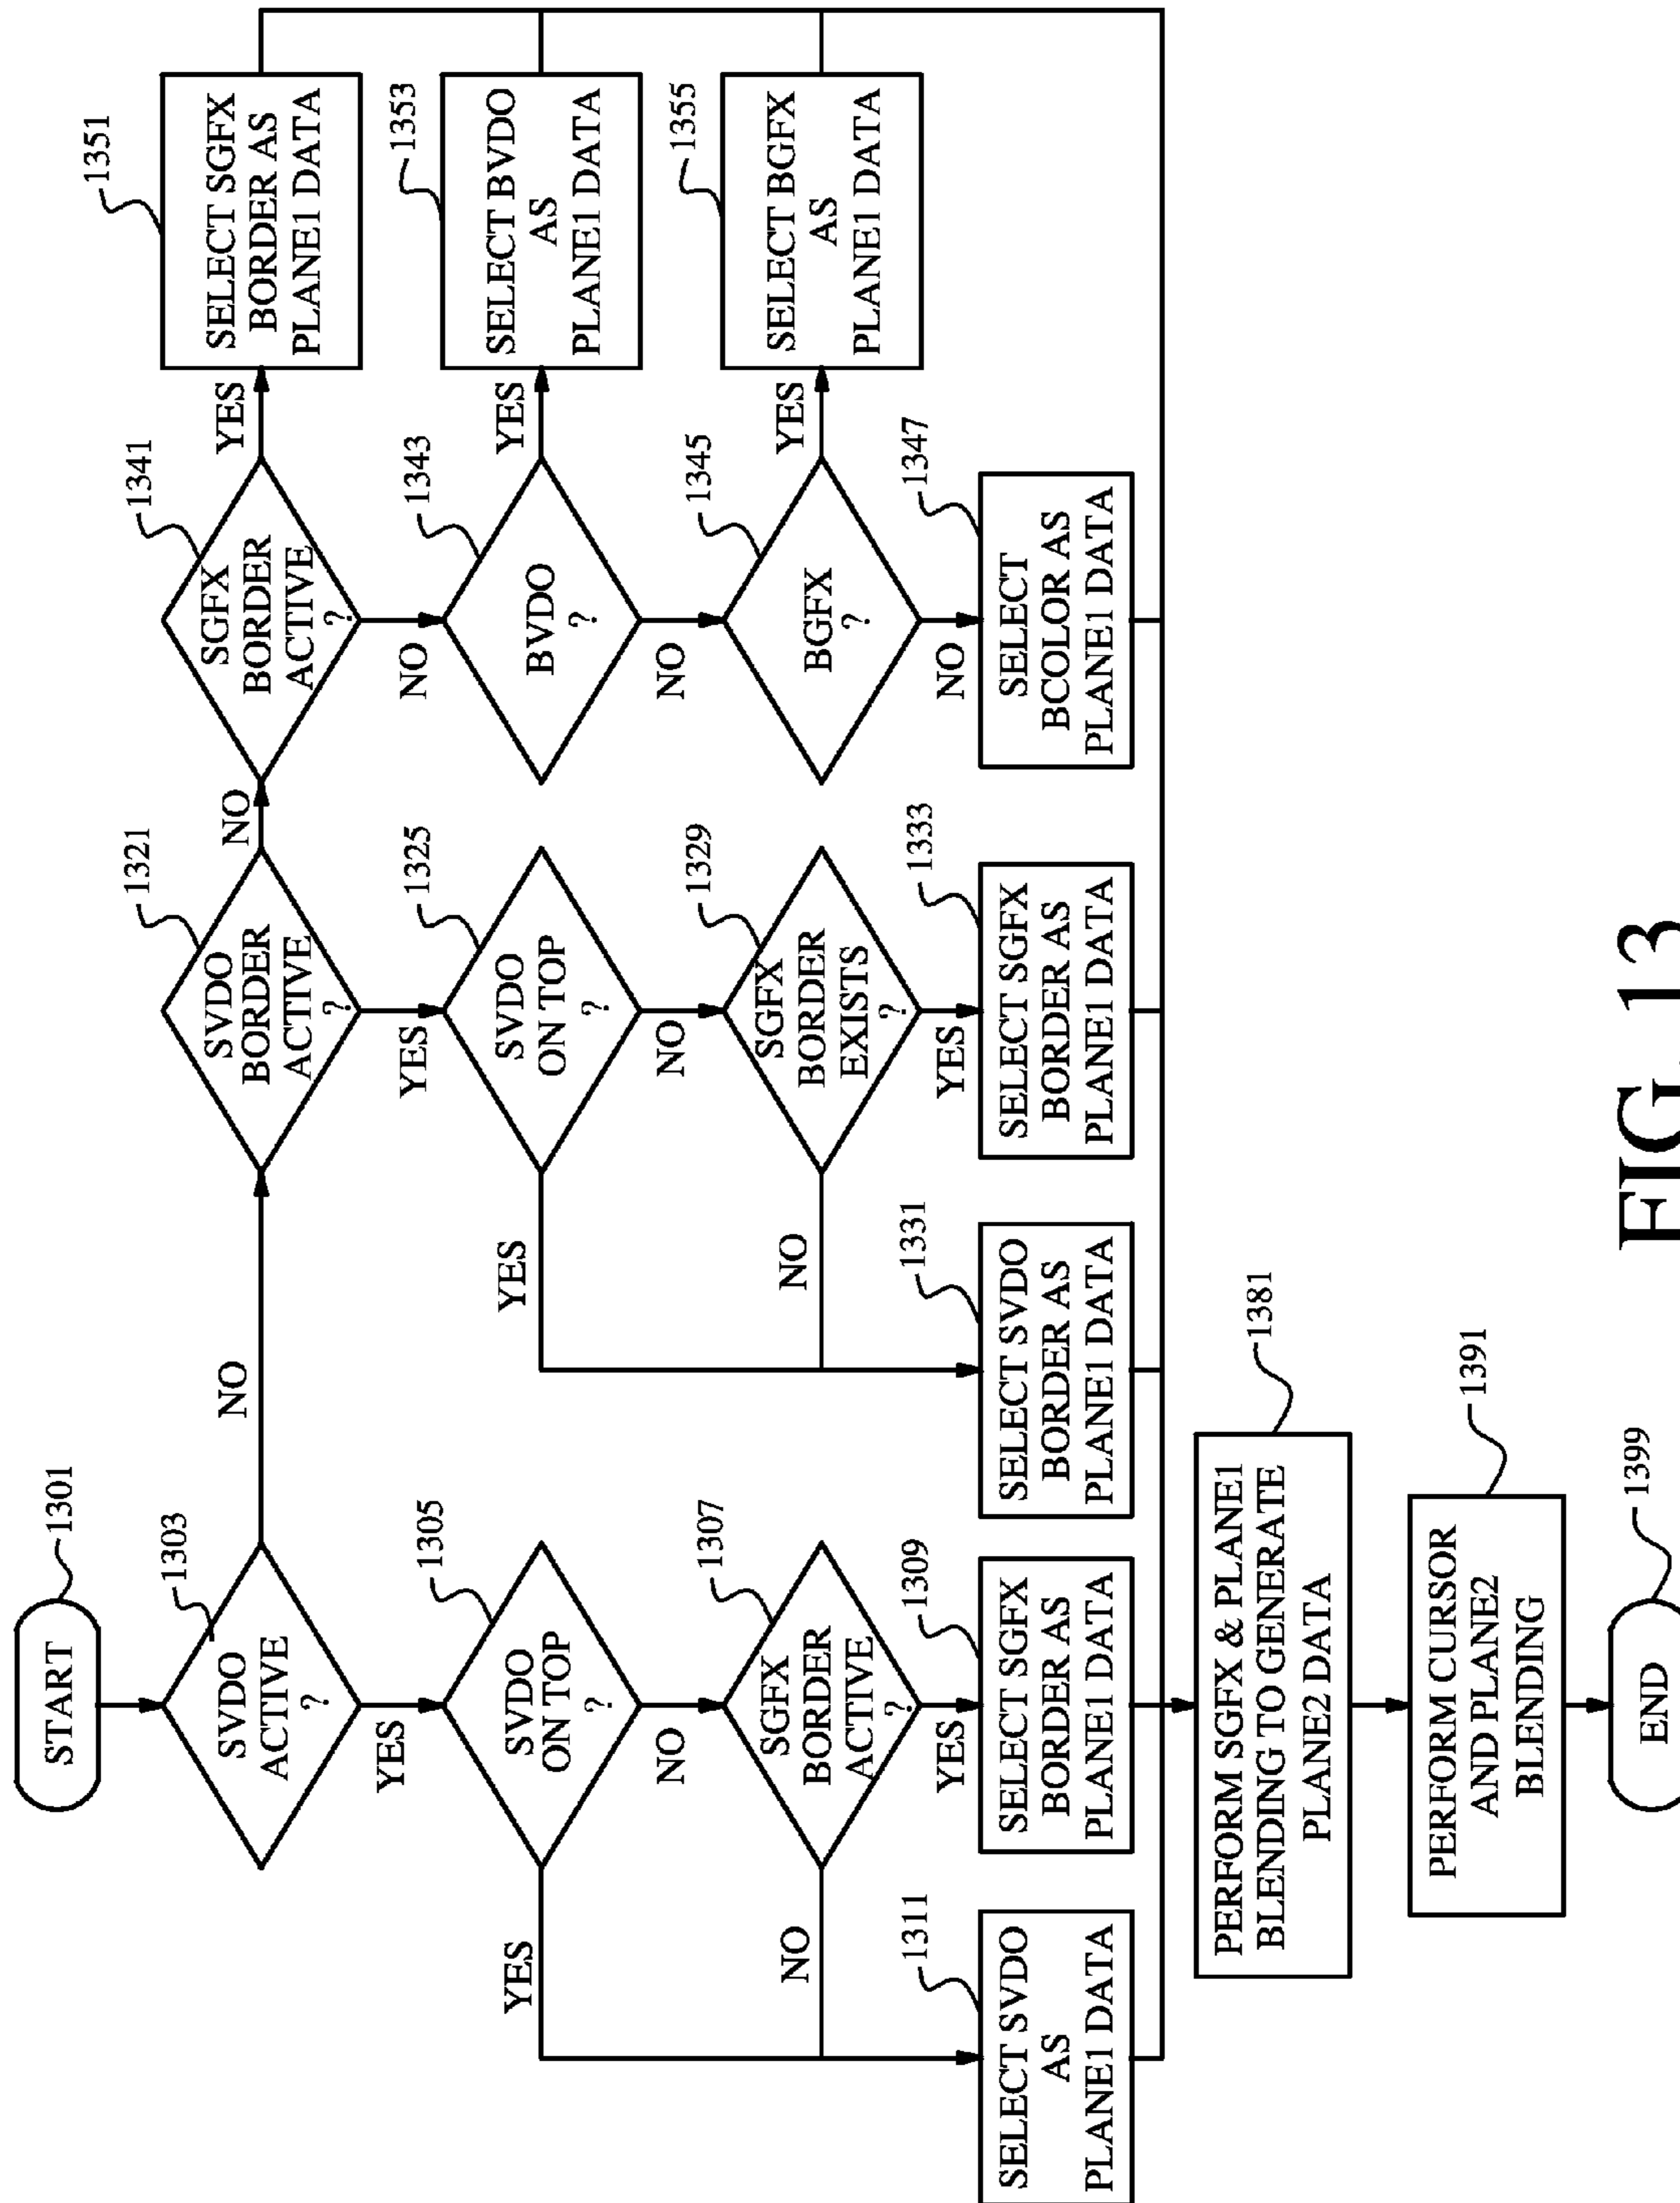 START
1301
SVDO
ACTIVE
?
1303
YES
NO
SVDO
ON TOP
?
1305
YES
NO
SGFX
BORDER
ACTIVE
?
1307
NO
YES
SELECT SVDO
AS
PLANE1 DATA
1311
SELECT SGFX
BORDER AS
PLANE1 DATA
1309
SVDO
BORDER
ACTIVE
?
1321
YES
NO
SVDO
ON TOP
?
1325
YES
NO
SGFX
BORDER
EXISTS
?
1329
NO
YES
SELECT SVDO
BORDER AS
PLANE1 DATA
1331
SELECT SGFX
BORDER AS
PLANE1 DATA
1333
SGFX
BORDER
ACTIVE
?
1341
YES
NO
SELECT SGFX
BORDER AS
PLANE1 DATA
1351
BVDO
?
1343
YES
NO
SELECT BVDO
AS
PLANE1 DATA
1353
BGFX
?
1345
YES
NO
SELECT BGFX
AS
PLANE1 DATA
1355
SELECT
BCOLOR AS
PLANE1 DATA
1347
PERFORM SGFX & PLANE1
BLENDING TO GENERATE
PLANE2 DATA
1381
PERFORM CURSOR
AND PLANE2
BLENDING
1391
END
1399
FIG. 13